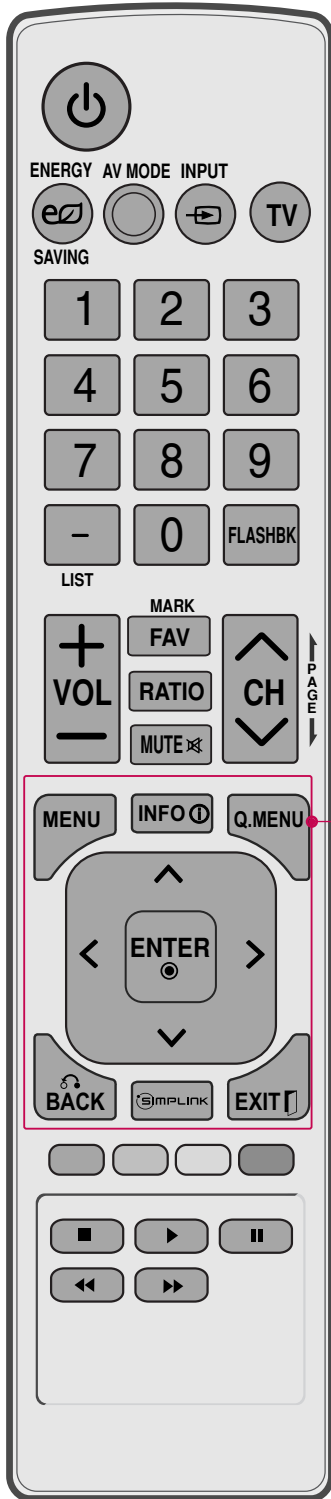 ENERGY AV MODE INPUT
TV
SAVING
1 2 3
4 5 6
7 8 9
- 0 FLASHBK
LIST
MARK
FAV
VOL RATIO CH
PAGE
MUTE
MENU INFO Q.MENU
ENTER
BACK SIMPLINK EXIT